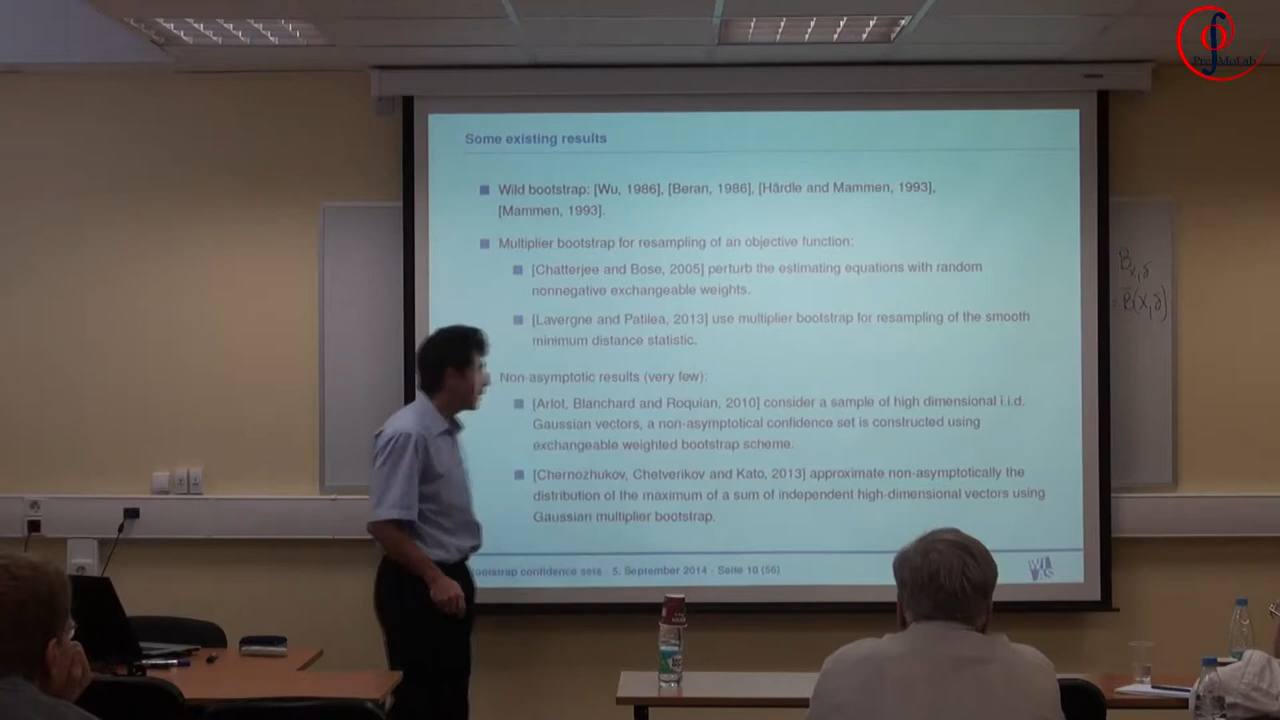 Some existing results
Wild bootstrap: [Wu, 1986], [Beran, 1986], [Härdle and Mammen, 1993],
[Mammen, 1993].
Multiplier bootstrap for resampling of an objective function:
[Chatterjee and Bose, 2005] perturb the estimating equations with random
nonnegative exchangeable weights.
[Lavergne and Patilea, 2013] use multiplier bootstrap for resampling of the smooth
minimum distance statistic.
Non-asymptotic results (very few):
[Arlot, Blanchard and Roquian, 2010] consider a sample of high dimensional i.i.d.
Gaussian vectors, a non-asymptotical confidence set is constructed using
exchangeable weighted bootstrap scheme.
[Chernozhukov, Chetverikov and Kato, 2013] approximate non-asymptotically the
distribution of the maximum of a sum of independent high-dimensional vectors using
Gaussian multiplier bootstrap.
ootstrap confidence sets · 5. September 2014 · Seite 10 (56)
WIAS
PreMoLab